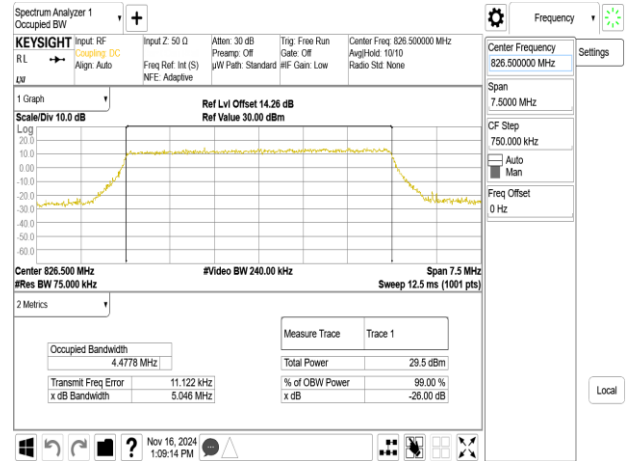 Spectrum Analyzer 1
Occupied BW
KEYSIGHT
RL
LXI
Input: RF
Coupling: DC
Align: Auto
Input Z: 50 Ω
Freq Ref: Int (S)
NFE: Adaptive
Atten: 30 dB
Preamp: Off
µW Path: Standard
Trig: Free Run
Gate: Off
#IF Gain: Low
Center Freq: 826.500000 MHz
Avg|Hold: 10/10
Radio Std: None
1 Graph
Scale/Div 10.0 dB
Ref Lvl Offset 14.26 dB
Ref Value 30.00 dBm
Log
20.0
10.0
0.00
-10.0
-20.0
-30.0
-40.0
-50.0
-60.0
Center 826.500 MHz
#Res BW 75.000 kHz
#Video BW 240.00 kHz
Span 7.5 MHz
Sweep 12.5 ms (1001 pts)
2 Metrics
Occupied Bandwidth
4.4778 MHz
Transmit Freq Error 11.122 kHz
x dB Bandwidth 5.046 MHz
Measure Trace Trace 1
Total Power 29.5 dBm
% of OBW Power 99.00 %
x dB -26.00 dB
?
Nov 16, 2024
1:09:14 PM
Frequency
Center Frequency
826.500000 MHz
Span
7.5000 MHz
CF Step
750.000 kHz
Auto
Man
Freq Offset
0 Hz
Settings
Local